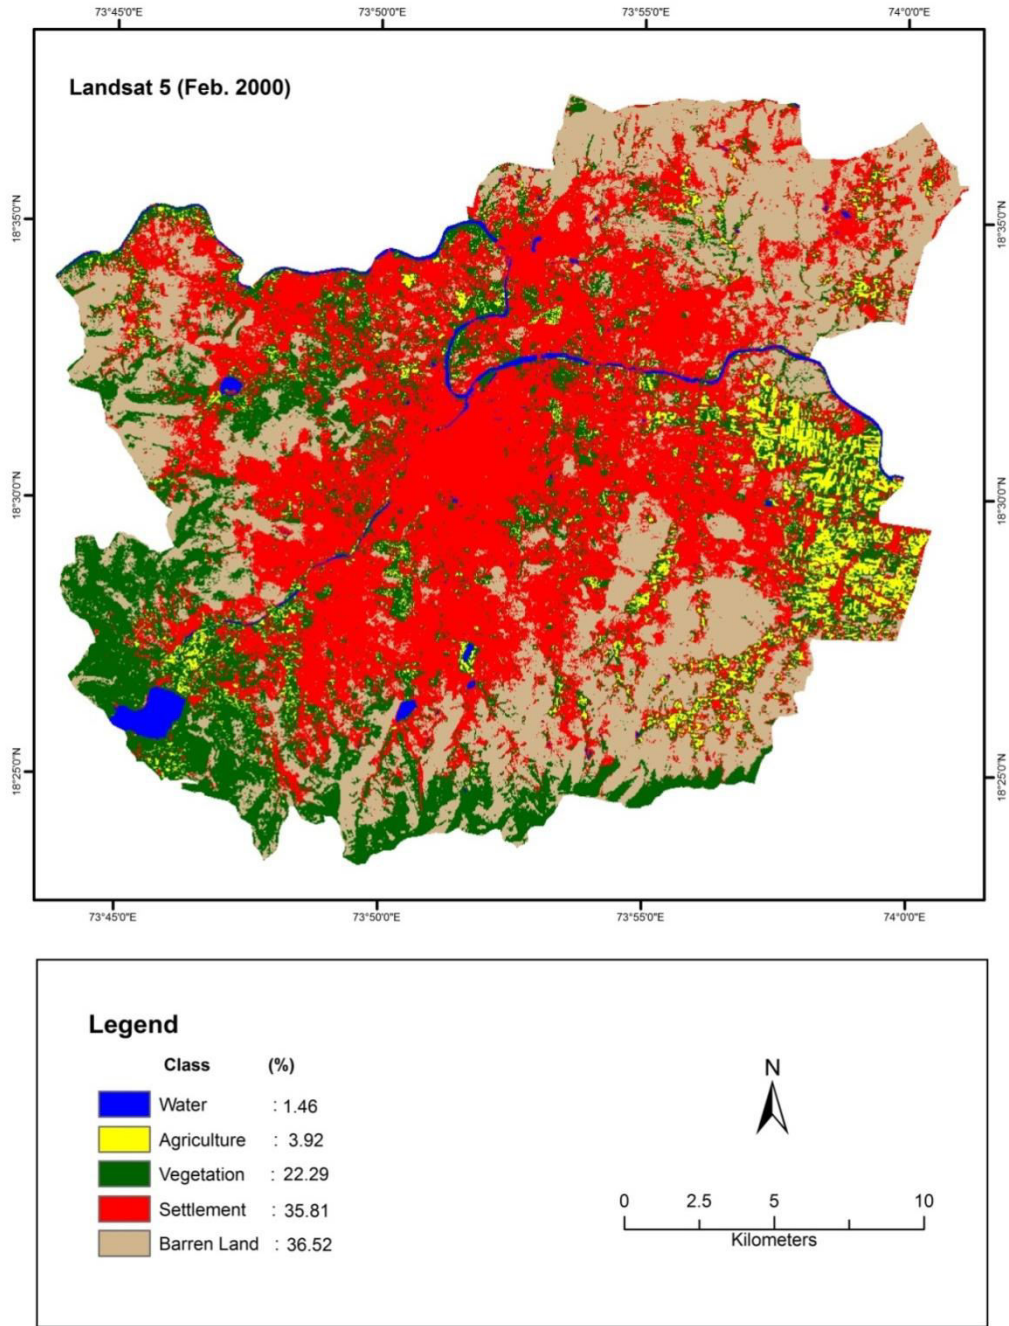 73°45'0"E 73°50'0"E 73°55'0"E 74°0'0"E
Landsat 5 (Feb. 2000)
18°35'0"N 18°35'0"N
18°30'0"N 18°30'0"N
18°25'0"N 18°25'0"N
73°45'0"E 73°50'0"E 73°55'0"E 74°0'0"E
Legend
Class (%)
Water : 1.46
Agriculture : 3.92
Vegetation : 22.29
Settlement : 35.81
Barren Land : 36.52
N
0 2.5 5 10
Kilometers